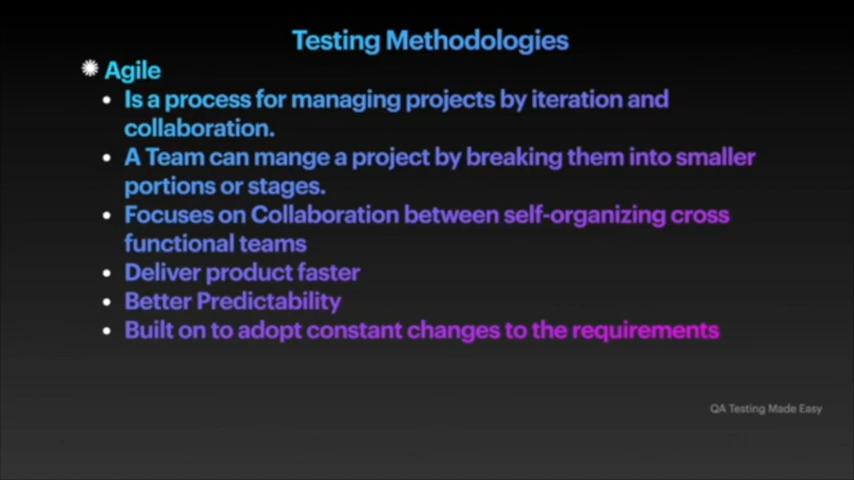 Testing Methodologies
Agile
Is a process for managing projects by iteration and
collaboration.
A Team can mange a project by breaking them into smaller
portions or stages.
Focuses on Collaboration between self-organizing cross
functional teams
Deliver product faster
Better Predictability
Built on to adopt constant changes to the requirements
QA Testing Made Easy